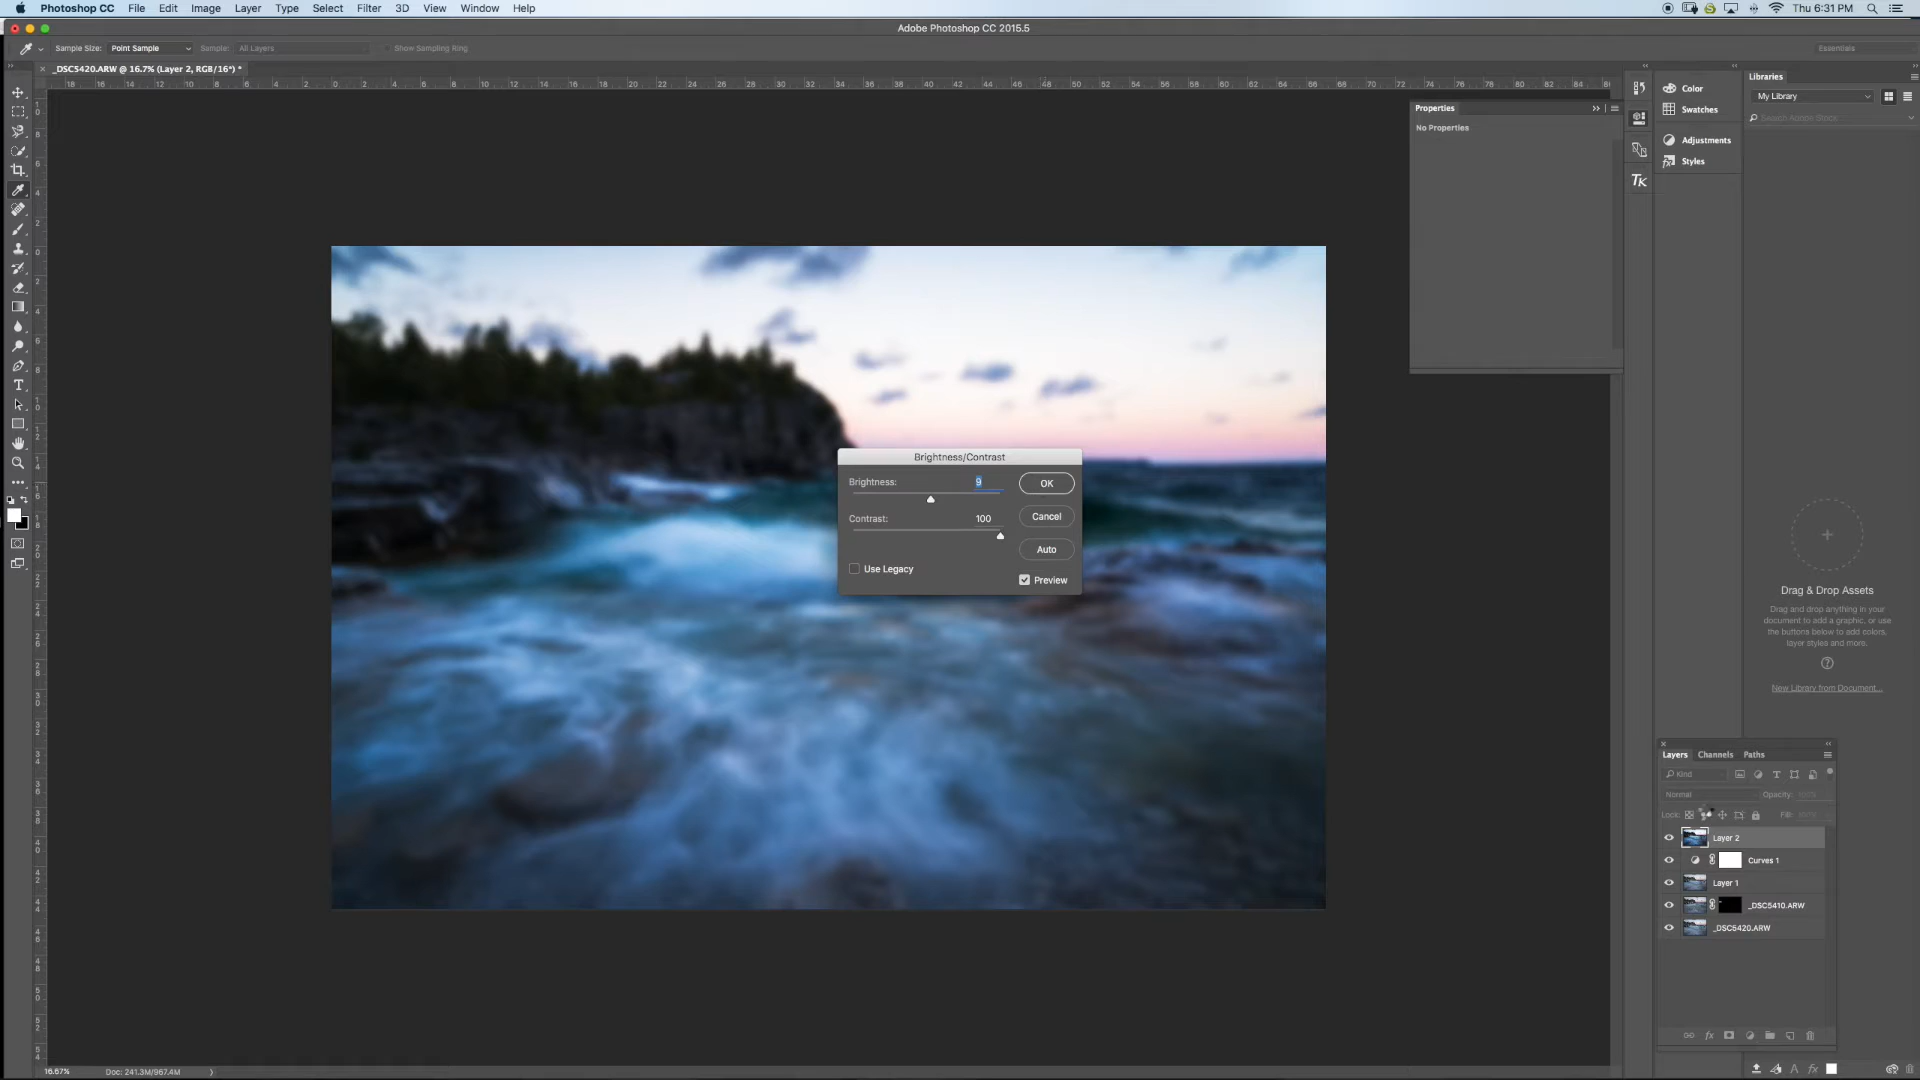 Photoshop CC File Edit Image Layer Type Select Filter 3D View Window Help
Thu 6:31 PM
Adobe Photoshop CC 2015.5
Sample Size: Point Sample Sample: All Layers Show Sampling Ring
Essentials
_DSC5420.ARW @ 16.7% (Layer 2, RGB/16*) *
Properties
No Properties
Color
Swatches
Adjustments
Styles
TK
Libraries
My Library
Search Adobe Stock
Brightness/Contrast
Brightness: 9
OK
Contrast: 100
Cancel
Auto
Use Legacy
Preview
Drag & Drop Assets
Drag and drop anything in your
document to add a graphic, or use
the buttons below to add colors,
layer styles and more.
New Library from Document...
Layers Channels Paths
Kind
Normal Opacity: 100%
Lock: Fill: 100%
Layer 2
Curves 1
Layer 1
_DSC5410.ARW
_DSC5420.ARW
16.67% Doc: 241.3M/967.4M